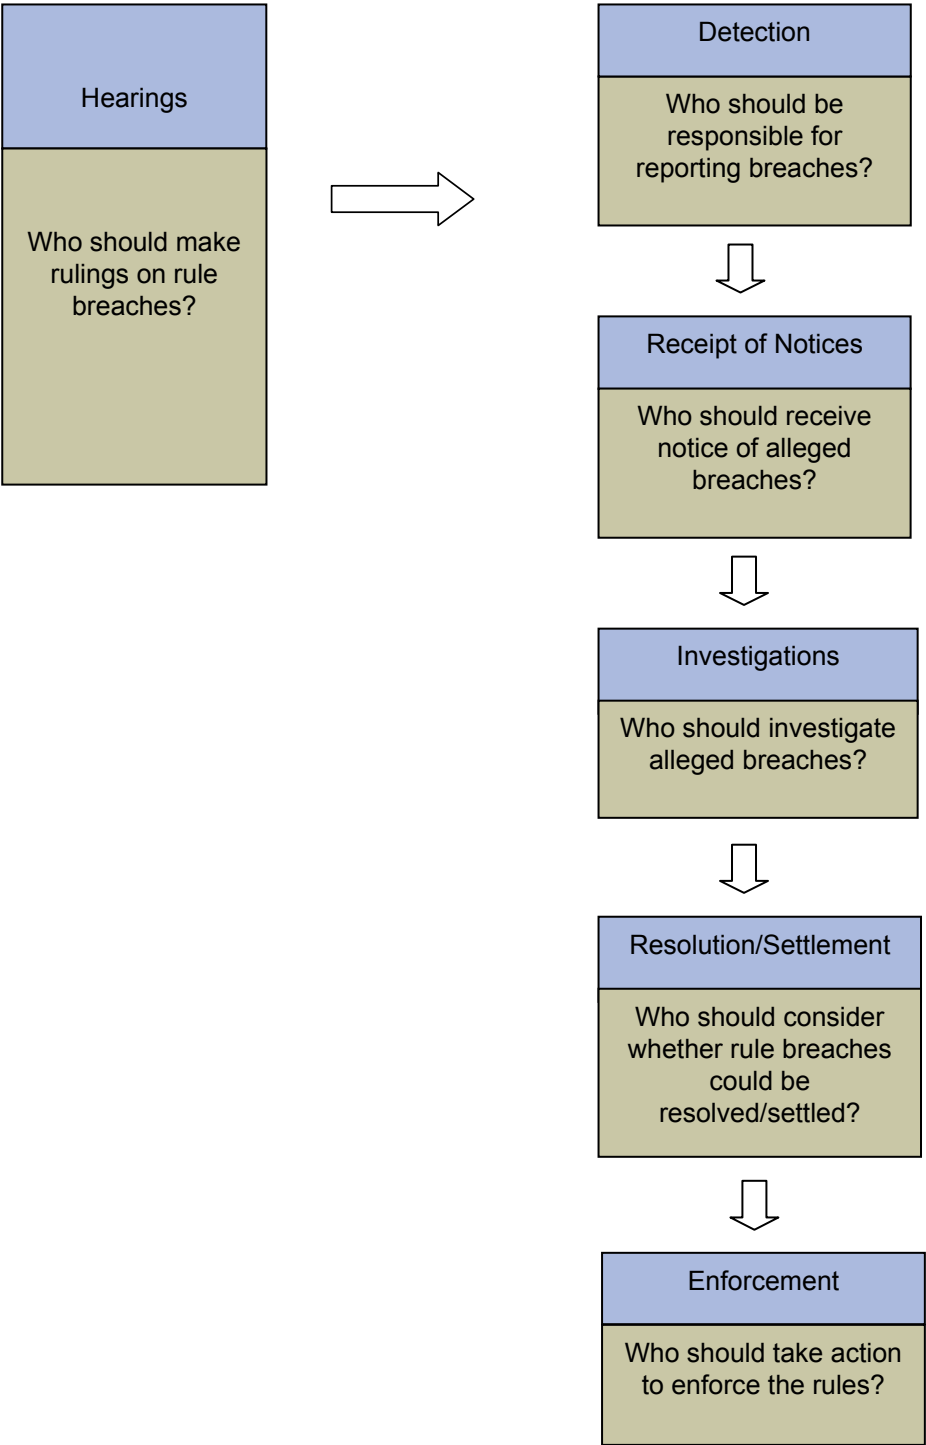 Hearings
Who should make
rulings on rule
breaches?
Detection
Who should be
responsible for
reporting breaches?
Receipt of Notices
Who should receive
notice of alleged
breaches?
Investigations
Who should investigate
alleged breaches?
Resolution/Settlement
Who should consider
whether rule breaches
could be
resolved/settled?
Enforcement
Who should take action
to enforce the rules?